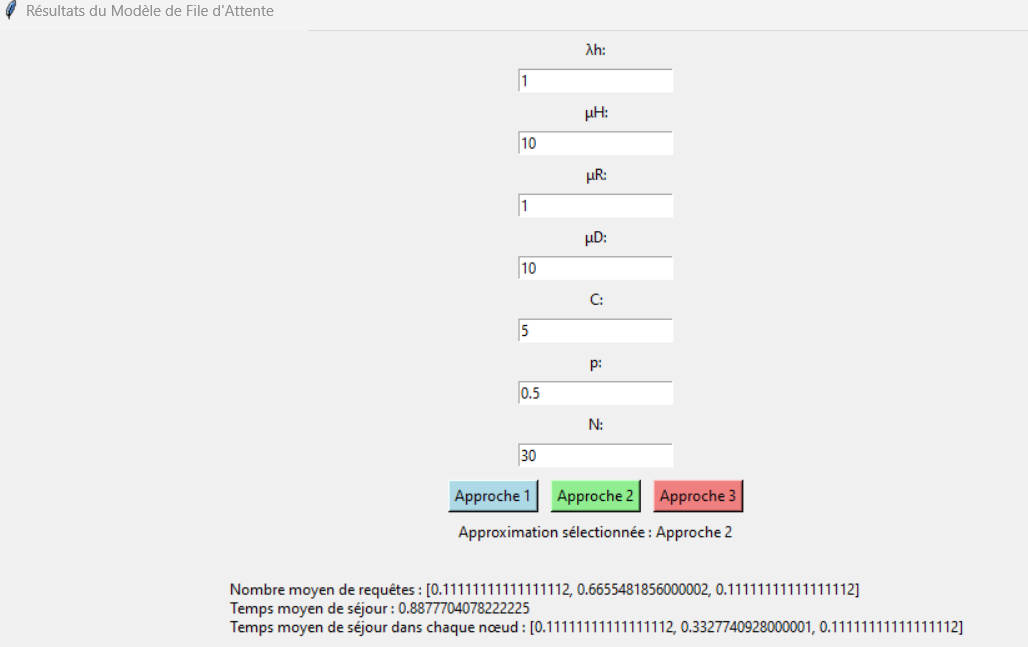 Résultats du Modèle de File d'Attente
λh:
1
μH:
10
μR:
1
μD:
10
C:
5
p:
0.5
N:
30
Approche 1 Approche 2 Approche 3
Approximation sélectionnée : Approche 2
Nombre moyen de requêtes : [0.11111111111111112, 0.6655481856000002, 0.11111111111111112]
Temps moyen de séjour : 0.8877704078222225
Temps moyen de séjour dans chaque nœud : [0.11111111111111112, 0.3327740928000001, 0.11111111111111112]